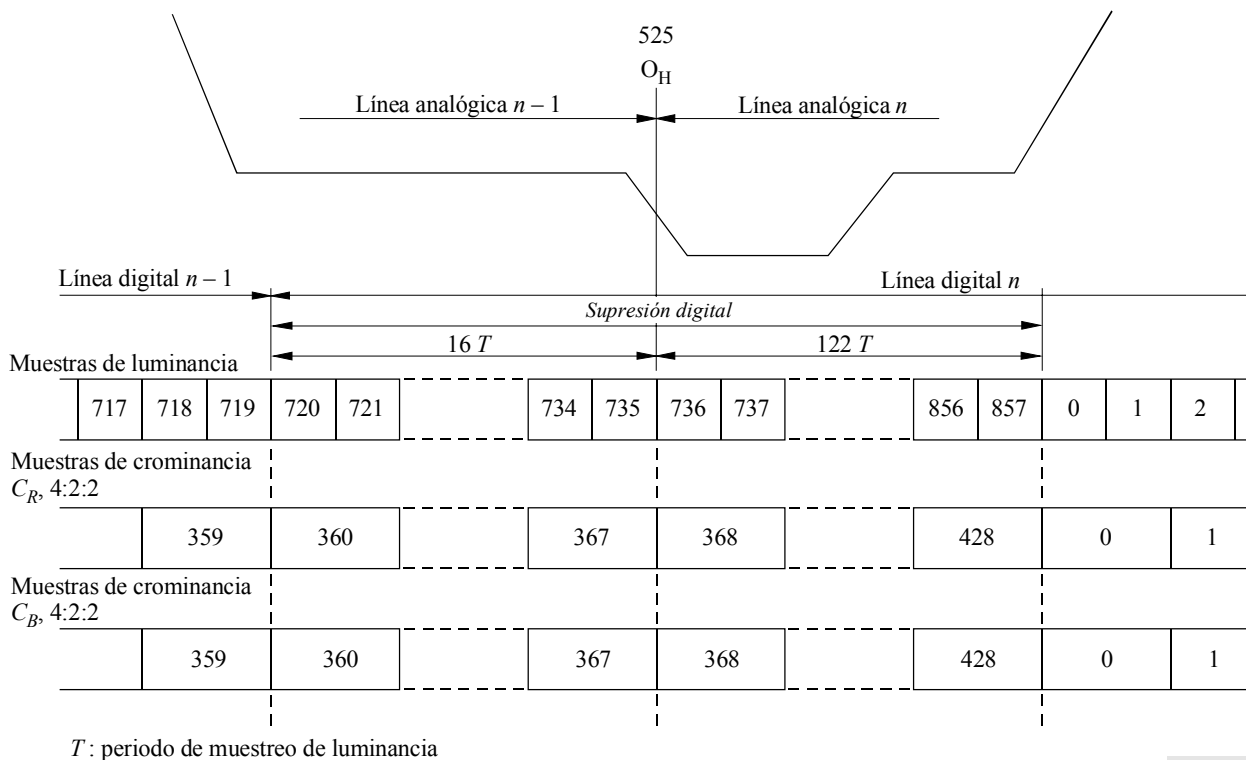 525
O_H
Línea analógica n – 1
Línea analógica n
Línea digital n – 1
Línea digital n
Supresión digital
16 T
122 T
Muestras de luminancia
717 718 719 720 721 734 735 736 737 856 857 0 1 2
Muestras de crominancia
C_R, 4:2:2
359 360 367 368 428 0 1
Muestras de crominancia
C_B, 4:2:2
359 360 367 368 428 0 1
T : periodo de muestreo de luminancia